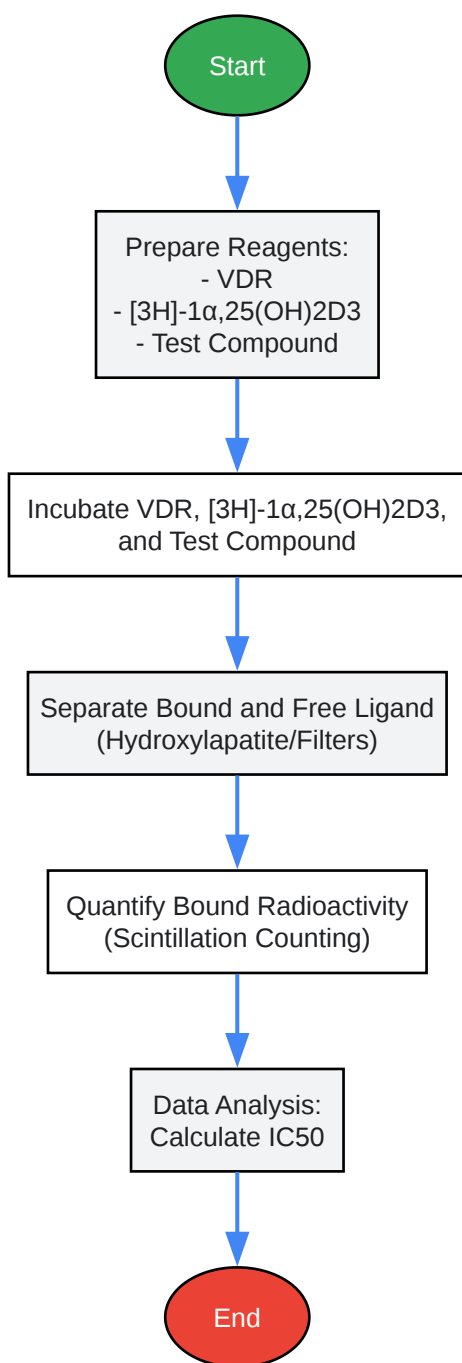 Start
Prepare Reagents:
- VDR
- [3H]-1α,25(OH)2D3
- Test Compound
Incubate VDR, [3H]-1α,25(OH)2D3,
and Test Compound
Separate Bound and Free Ligand
(Hydroxylapatite/Filters)
Quantify Bound Radioactivity
(Scintillation Counting)
Data Analysis:
Calculate IC50
End